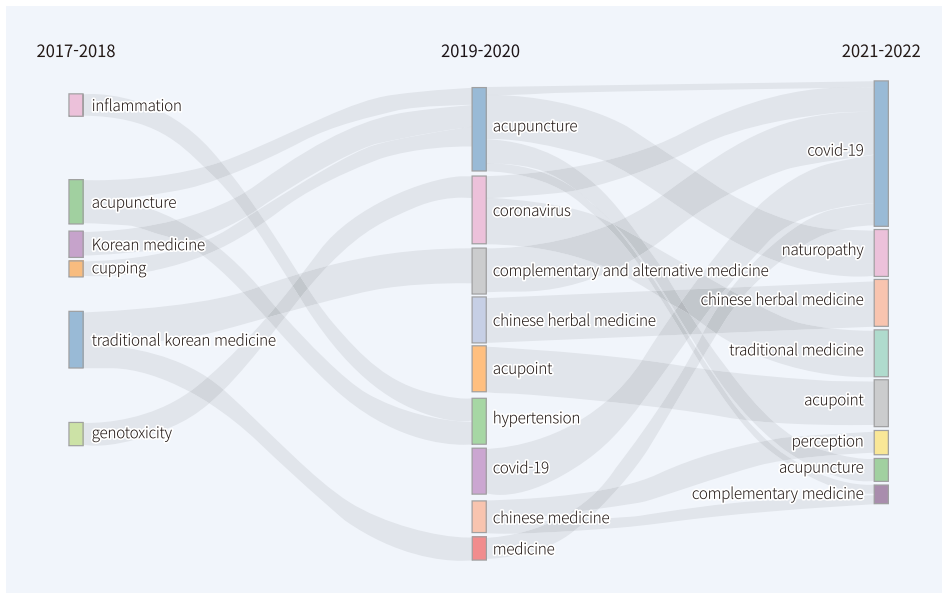 2017-2018
2019-2020
2021-2022
inflammation
acupuncture
Korean medicine
cupping
traditional korean medicine
genotoxicity
acupuncture
coronavirus
complementary and alternative medicine
chinese herbal medicine
acupoint
hypertension
covid-19
chinese medicine
medicine
covid-19
naturopathy
chinese herbal medicine
traditional medicine
acupoint
perception
acupuncture
complementary medicine